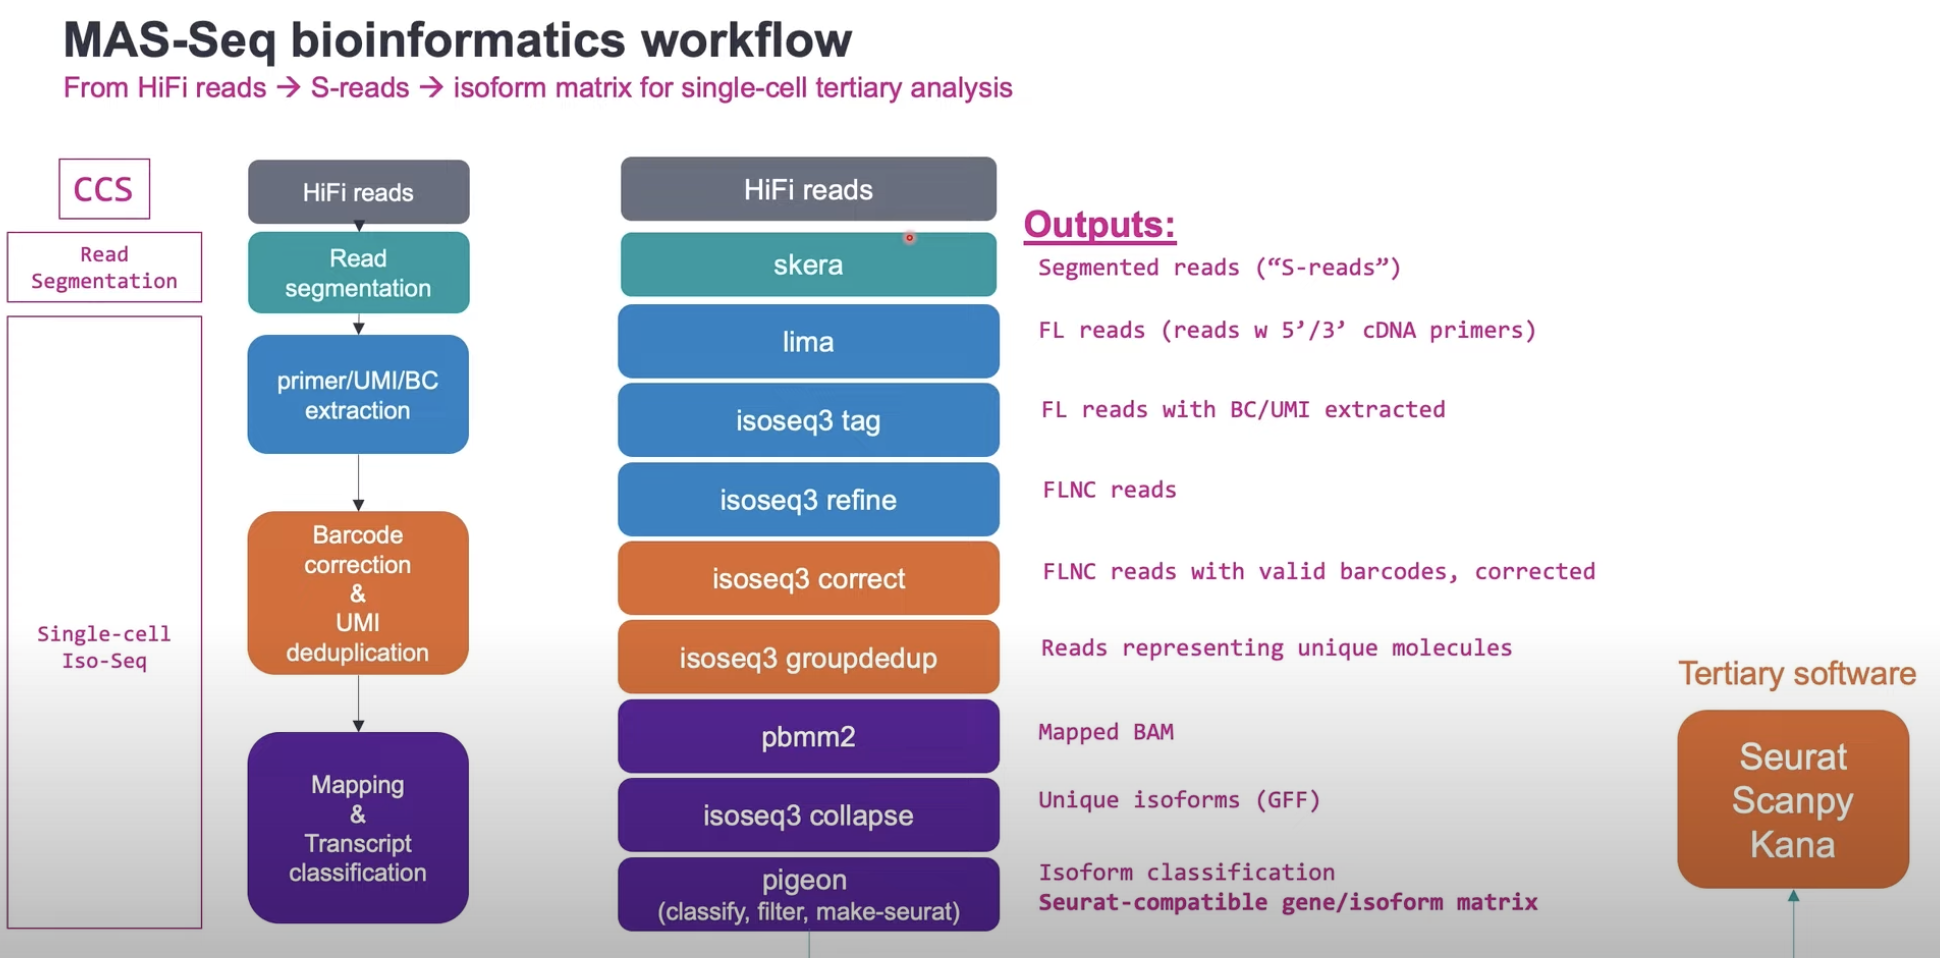 MAS-Seq bioinformatics workflow
From HiFi reads → S-reads → isoform matrix for single-cell tertiary analysis
CCS
Read
Segmentation
Single-cell
Iso-Seq
HiFi reads
Read
segmentation
primer/UMI/BC
extraction
Barcode
correction
&
UMI
deduplication
Mapping
&
Transcript
classification
HiFi reads
skera
lima
isoseq3 tag
isoseq3 refine
isoseq3 correct
isoseq3 groupdedup
pbmm2
isoseq3 collapse
pigeon
(classify, filter, make-seurat)
Outputs:
Segmented reads (“S-reads”)
FL reads (reads w 5’/3’ cDNA primers)
FL reads with BC/UMI extracted
FLNC reads
FLNC reads with valid barcodes, corrected
Reads representing unique molecules
Mapped BAM
Unique isoforms (GFF)
Isoform classification
Seurat-compatible gene/isoform matrix
Tertiary software
Seurat
Scanpy
Kana